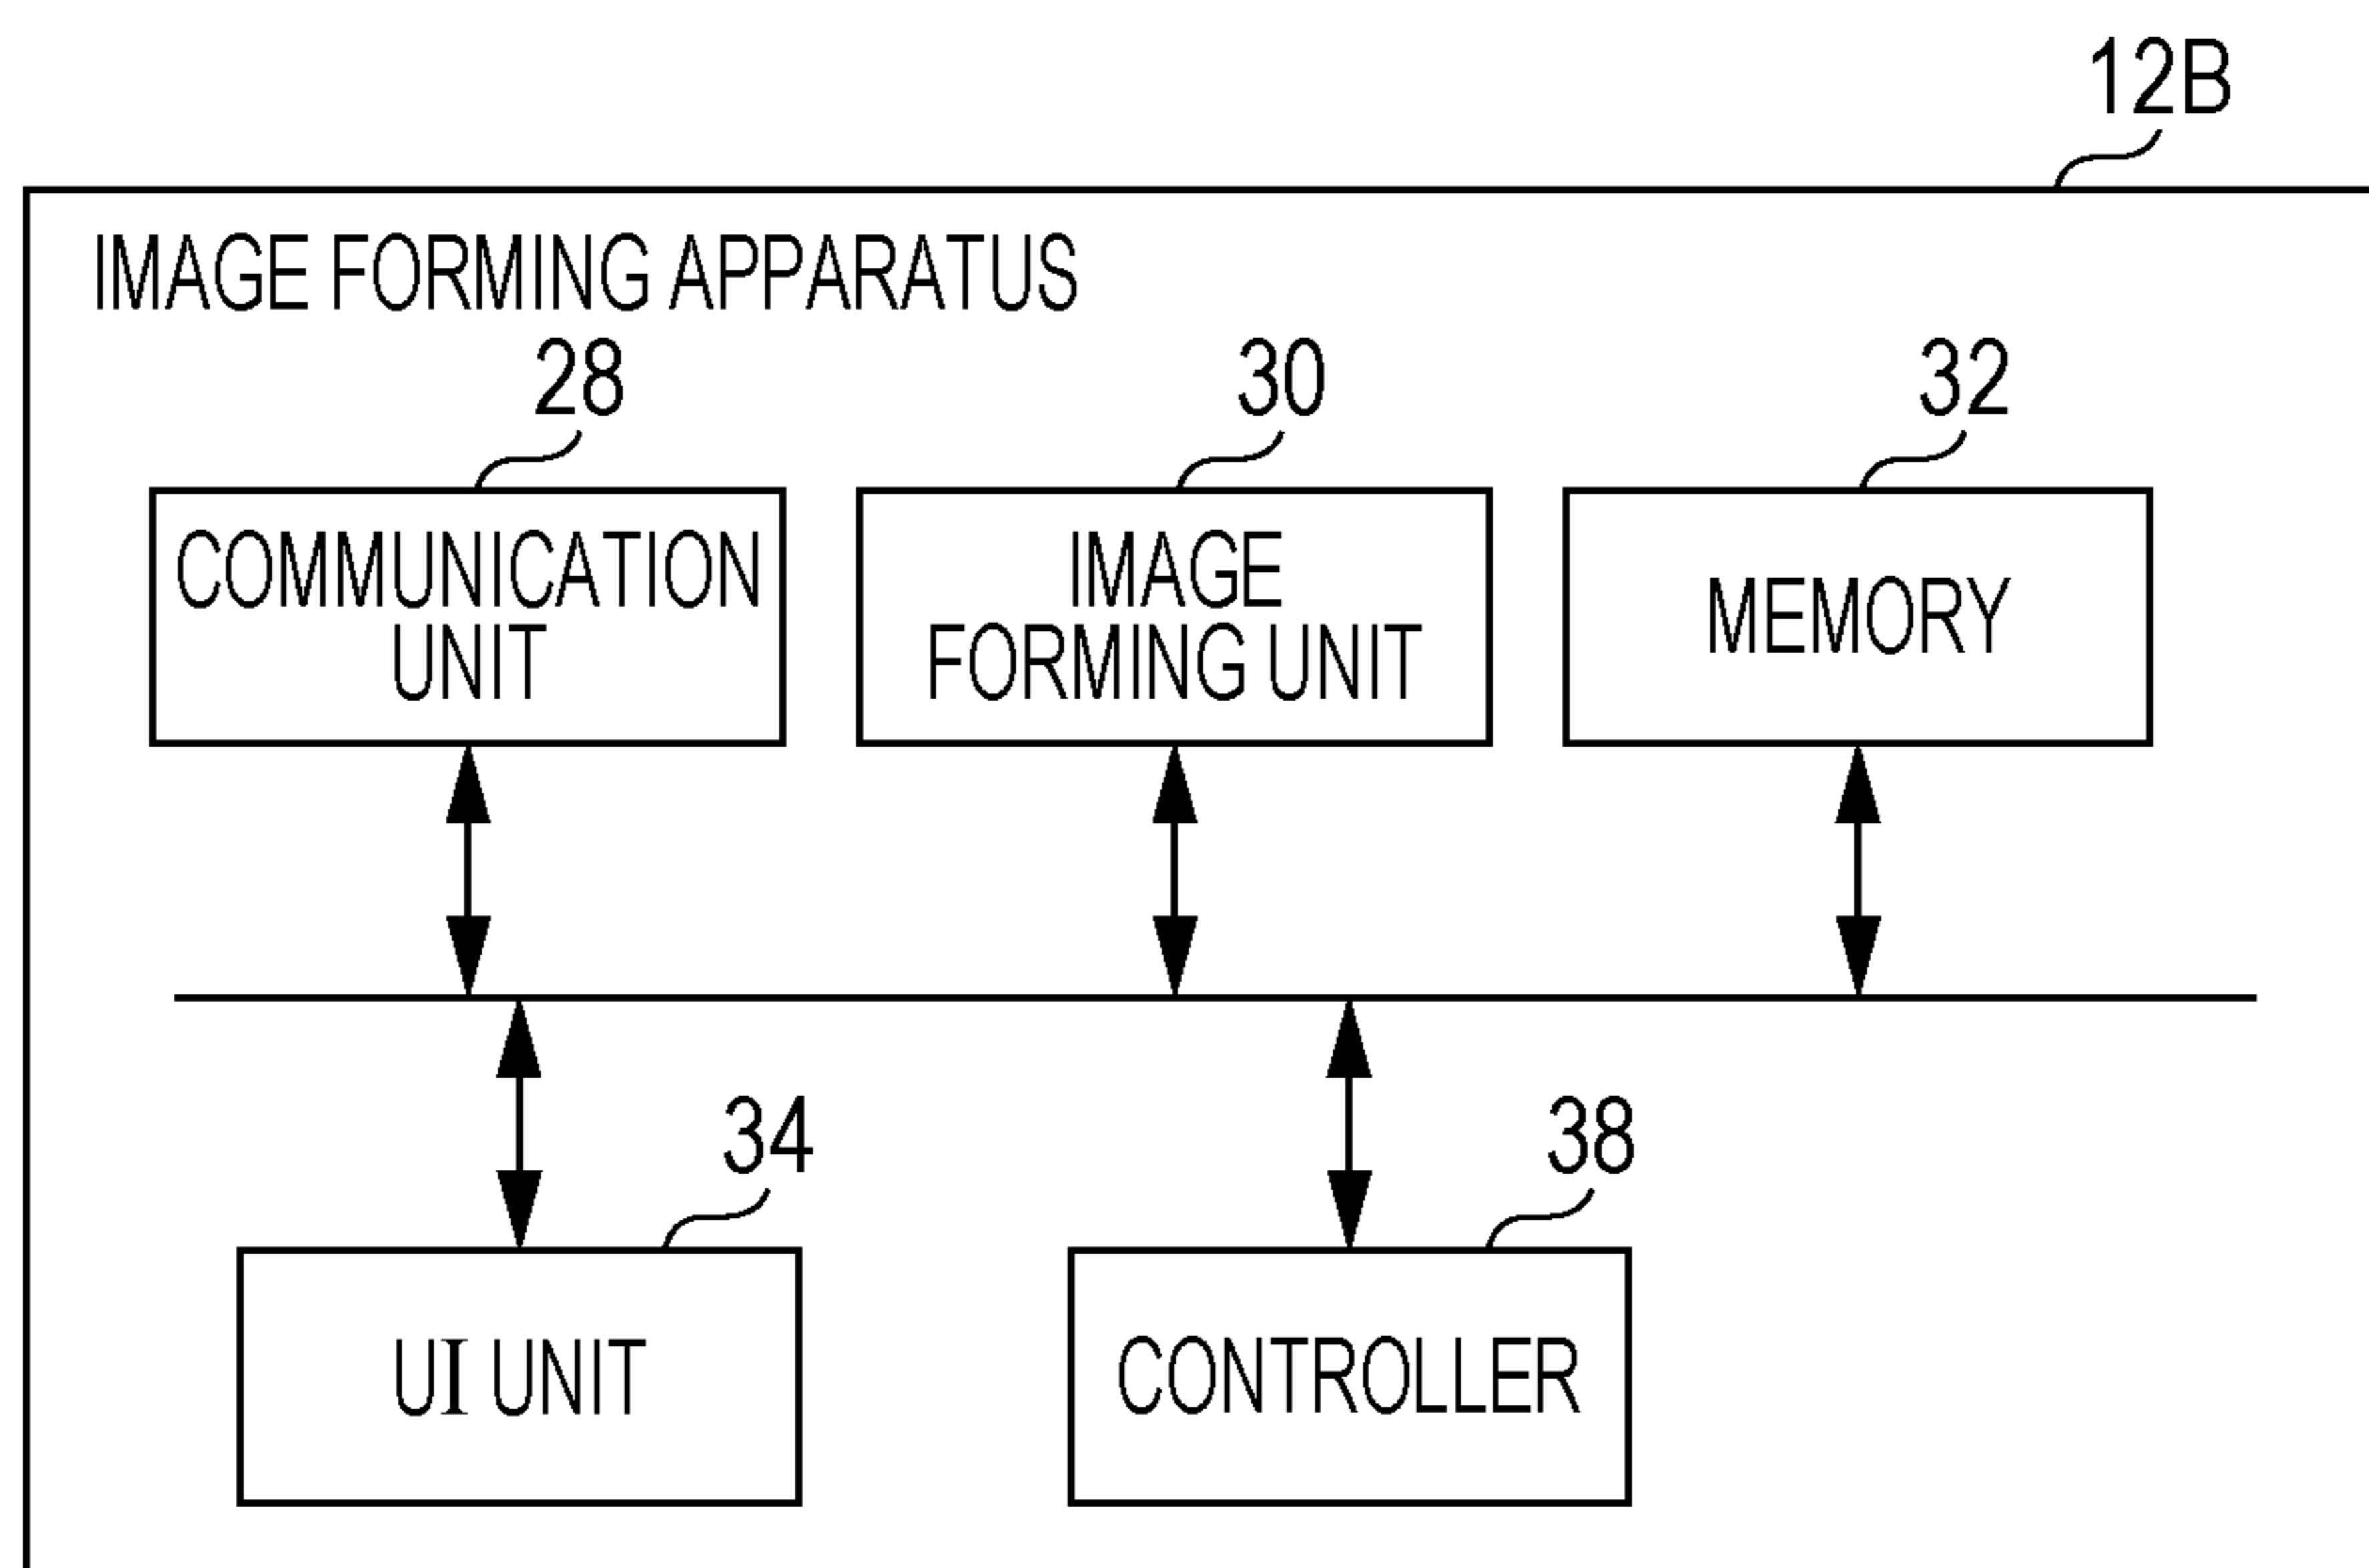 12B
IMAGE FORMING APPARATUS
28
30
32
COMMUNICATION
UNIT
IMAGE
FORMING UNIT
MEMORY
34
38
UI UNIT
CONTROLLER